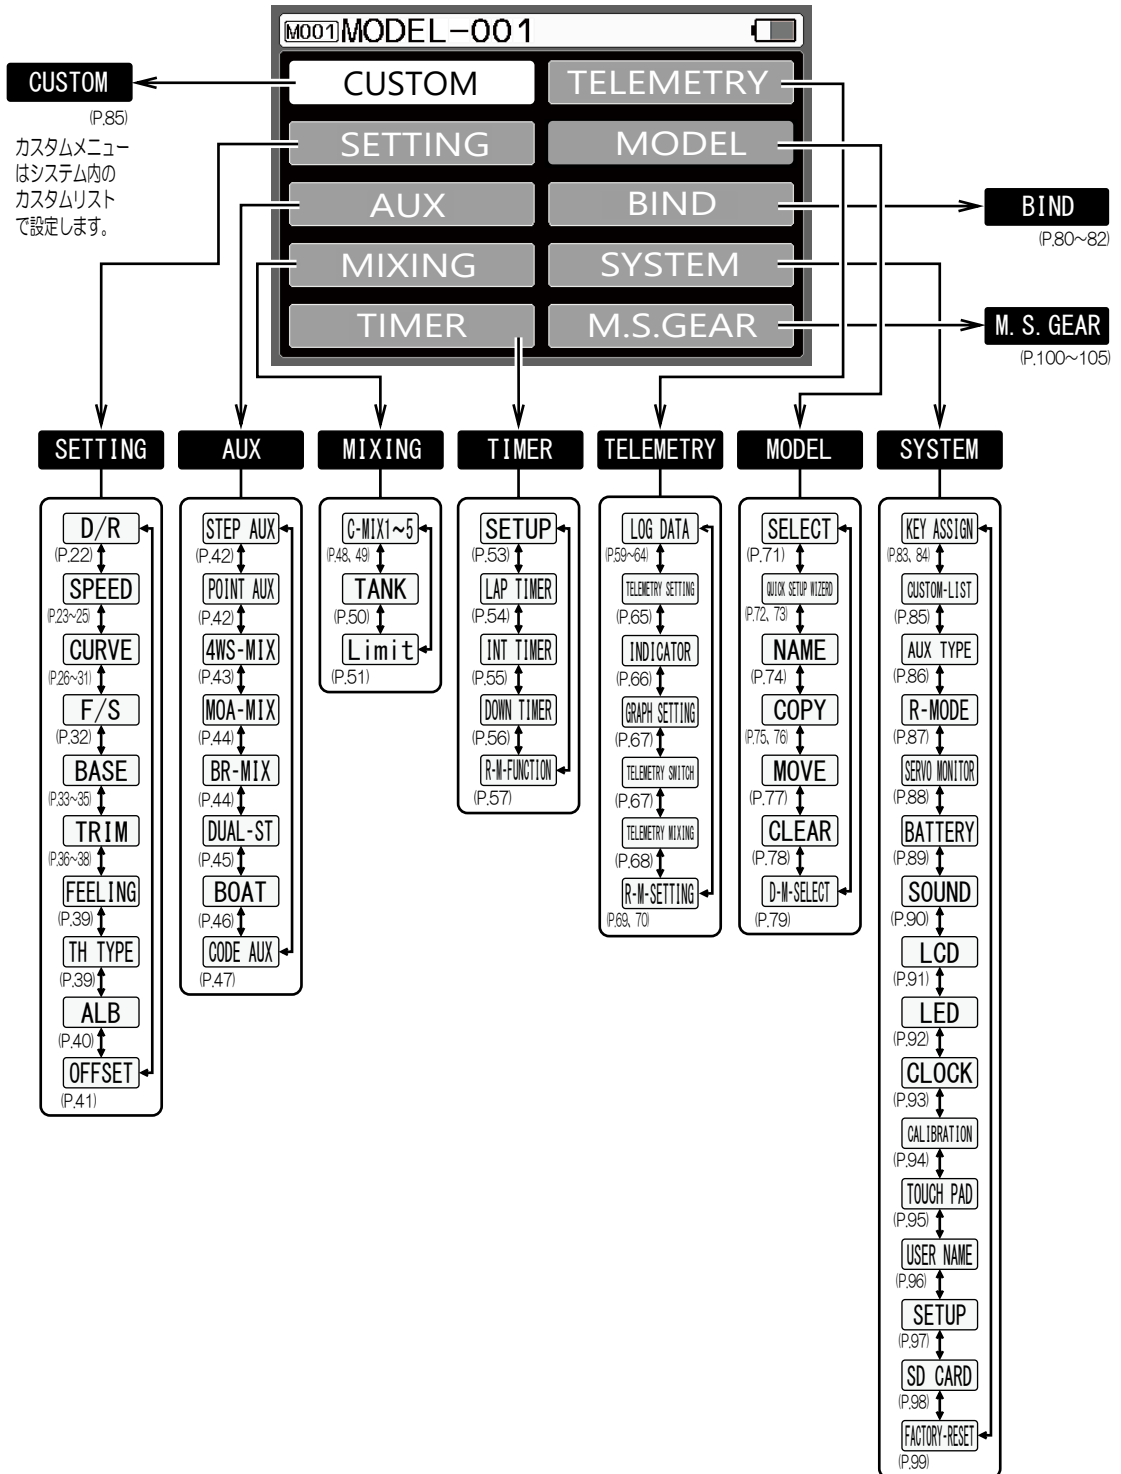 M001 MODEL-001
CUSTOM
TELEMETRY
SETTING
MODEL
AUX
BIND
MIXING
SYSTEM
TIMER
M.S.GEAR
CUSTOM
(P.85)
カスタムメニュー
はシステム内の
カスタムリスト
で設定します。
BIND
(P.80~82)
M.S.GEAR
(P.100~105)
SETTING
D/R
(P.22)
SPEED
(P.23~25)
CURVE
(P.26~31)
F/S
(P.32)
BASE
(P.33~35)
TRIM
(P.36~38)
FEELING
(P.39)
TH TYPE
(P.39)
ALB
(P.40)
OFFSET
(P.41)
AUX
STEP AUX
(P.42)
POINT AUX
(P.42)
4WS-MIX
(P.43)
MOA-MIX
(P.44)
BR-MIX
(P.44)
DUAL-ST
(P.45)
BOAT
(P.46)
CODE AUX
(P.47)
MIXING
C-MIX1~5
(P.48、49)
TANK
(P.50)
Limit
(P.51)
TIMER
SETUP
(P.53)
LAP TIMER
(P.54)
INT TIMER
(P.55)
DOWN TIMER
(P.56)
R-M-FUNCTION
(P.57)
TELEMETRY
LOG DATA
(P.59~64)
TELEMETRY SETTING
(P.65)
INDICATOR
(P.66)
GRAPH SETTING
(P.67)
TELEMETRY SWITCH
(P.67)
TELEMETRY MIXING
(P.68)
R-M-SETTING
(P.69、70)
MODEL
SELECT
(P.71)
QUICK SETUP WIZERD
(P.72、73)
NAME
(P.74)
COPY
(P.75、76)
MOVE
(P.77)
CLEAR
(P.78)
D-M-SELECT
(P.79)
SYSTEM
KEY ASSIGN
(P.83、84)
CUSTOM-LIST
(P.85)
AUX TYPE
(P.86)
R-MODE
(P.87)
SERVO MONITOR
(P.88)
BATTERY
(P.89)
SOUND
(P.90)
LCD
(P.91)
LED
(P.92)
CLOCK
(P.93)
CALIBRATION
(P.94)
TOUCH PAD
(P.95)
USER NAME
(P.96)
SETUP
(P.97)
SD CARD
(P.98)
FACTORY-RESET
(P.99)